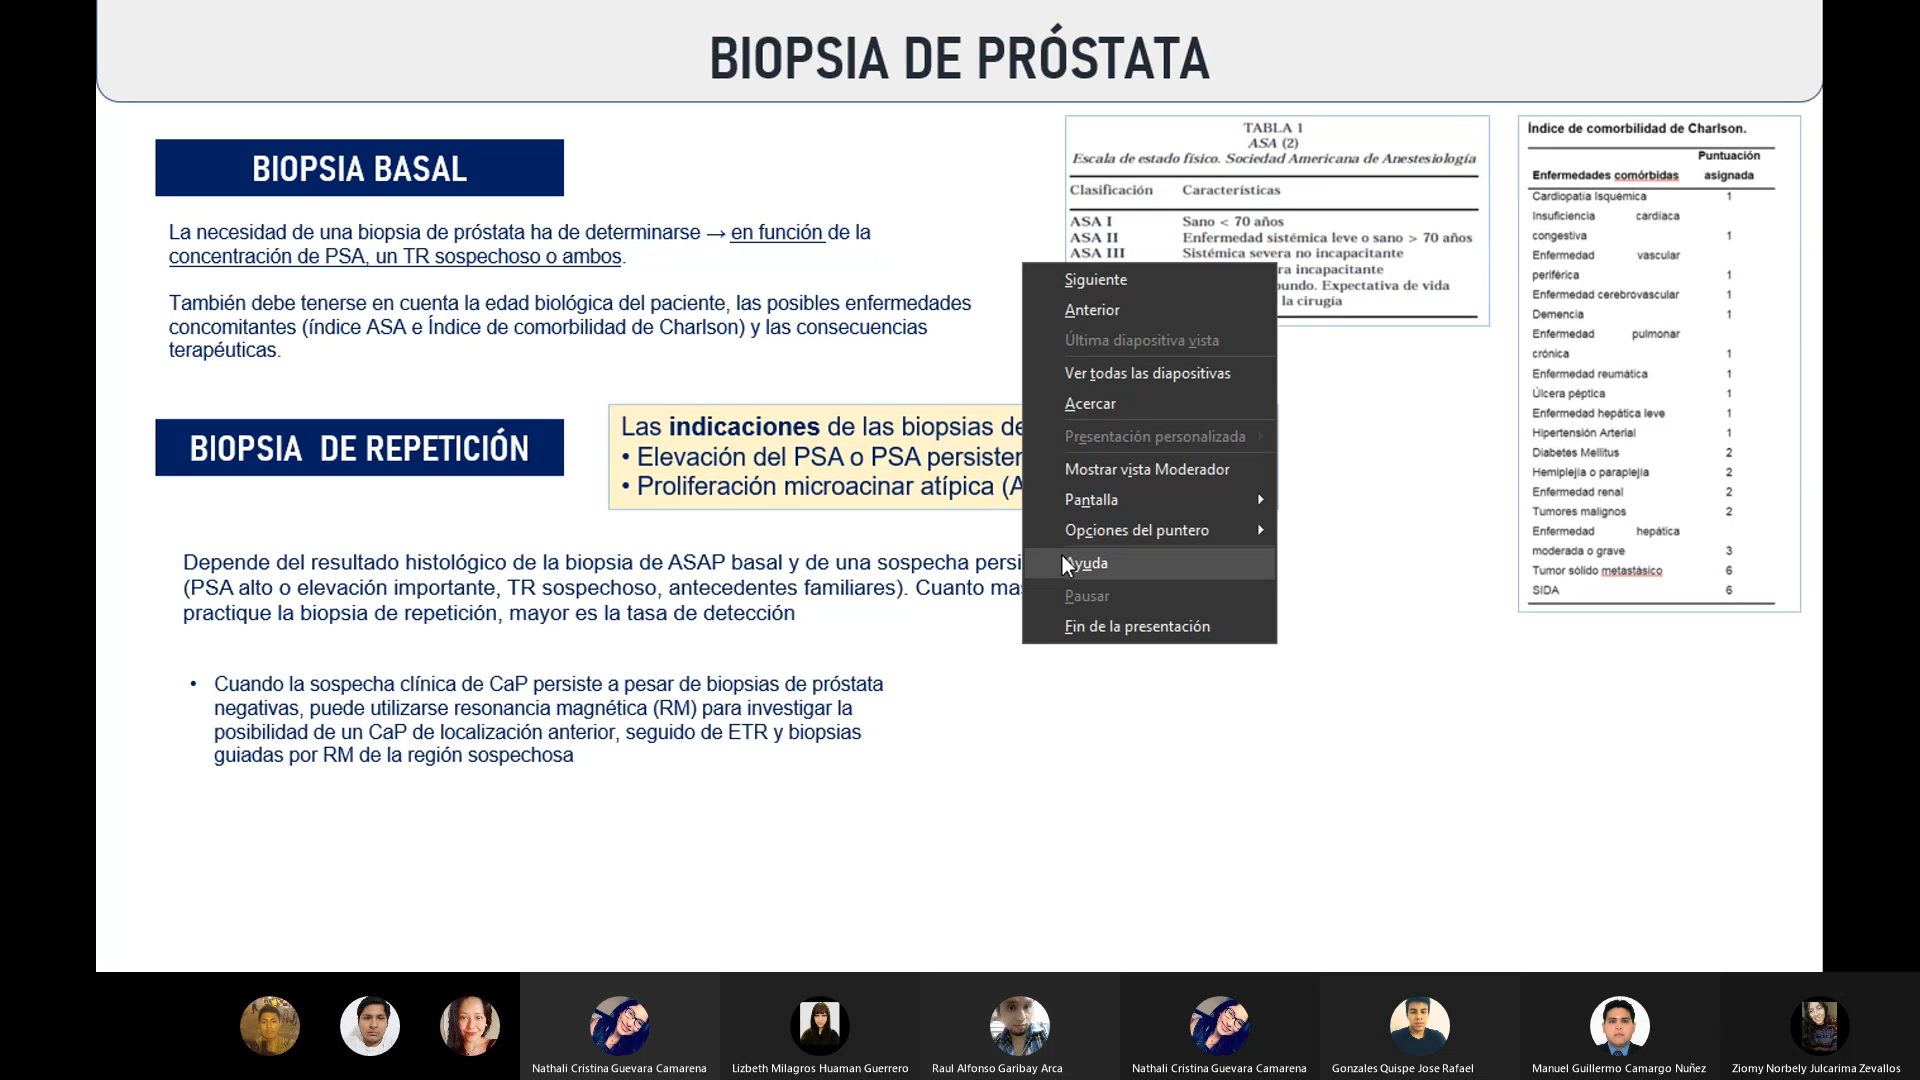 BIOPSIA DE PRÓSTATA
BIOPSIA BASAL
La necesidad de una biopsia de próstata ha de determinarse → en función de la
concentración de PSA, un TR sospechoso o ambos.
También debe tenerse en cuenta la edad biológica del paciente, las posibles enfermedades
concomitantes (índice ASA e Índice de comorbilidad de Charlson) y las consecuencias
terapéuticas.
BIOPSIA DE REPETICIÓN
Las indicaciones de las biopsias de
• Elevación del PSA o PSA
• Proliferación microacinar atípica
Depende del resultado histológico de la biopsia de ASAP basal y de una sospecha
(PSA alto o elevación importante, TR sospechoso, antecedentes familiares). Cuanto
practique la biopsia de repetición, mayor es la tasa de detección
• Cuando la sospecha clínica de CaP persiste a pesar de biopsias de próstata
negativas, puede utilizarse resonancia magnética (RM) para investigar la
posibilidad de un CaP de localización anterior, seguido de ETR y biopsias
guiadas por RM de la región sospechosa
TABLA 1
ASA (2)
Escala de estado físico. Sociedad Americana de Anestesiología
Clasificación Características
ASA I Sano < 70 años
ASA II Enfermedad sistémica leve o sano > 70 años
ASA III Sistémica severa no incapacitante
incapacitante
Expectativa de vida
la cirugía
Siguiente
Anterior
Última diapositiva vista
Ver todas las diapositivas
Acercar
Presentación personalizada
Mostrar vista Moderador
Pantalla
Opciones del puntero
Ayuda
Pausar
Fin de la presentación
Índice de comorbilidad de Charlson.
Puntuación
Enfermedades comórbidas asignada
Cardiopatía Isquémica 1
Insuficiencia cardíaca
congestiva 1
Enfermedad vascular
periférica 1
Enfermedad cerebrovascular 1
Demencia 1
Enfermedad pulmonar
crónica 1
Enfermedad reumática 1
Úlcera péptica 1
Enfermedad hepática leve 1
Hipertensión Arterial 1
Diabetes Mellitus 2
Hemiplejía o paraplejía 2
Enfermedad renal 2
Tumores malignos 2
Enfermedad hepática
moderada o grave 3
Tumor sólido metastásico 6
SIDA 6
Nathali Cristina Guevara Camarena
Lizbeth Milagros Huaman Guerrero
Raul Alfonso Garibay Arca
Nathali Cristina Guevara Camarena
Gonzales Quispe Jose Rafael
Manuel Guillermo Camargo Nuñez
Ziomy Norbely Julcarima Zevallos